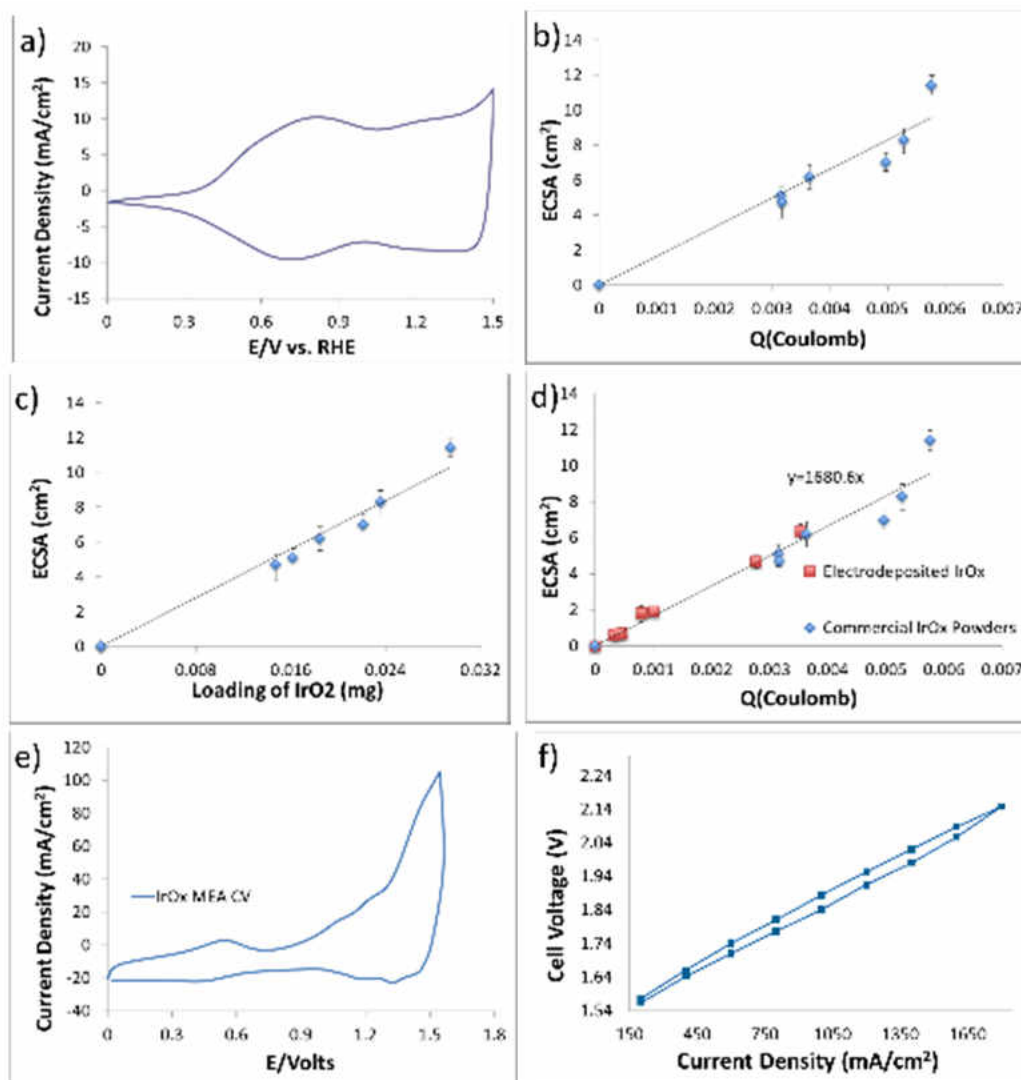 a)
20
15
10
5
0
-5
-10
-15
Current Density (mA/cm²)
0 0.3 0.6 0.9 1.2 1.5
E/V vs. RHE
b)
14
12
10
8
6
4
2
0
ECSA (cm²)
0 0.001 0.002 0.003 0.004 0.005 0.006 0.007
Q(Coulomb)
c)
14
12
10
8
6
4
2
0
ECSA (cm²)
0 0.008 0.016 0.024 0.032
Loading of IrO2 (mg)
d)
14
12
10
8
6
4
2
0
ECSA (cm²)
y=1680.6x
Electrodeposited IrOx
Commercial IrOx Powders
0 0.001 0.002 0.003 0.004 0.005 0.006 0.007
Q(Coulomb)
e)
120
100
80
60
40
20
0
-20
-40
Current Density (mA/cm²)
IrOx MEA CV
0 0.3 0.6 0.9 1.2 1.5 1.8
E/Volts
f)
2.24
2.14
2.04
1.94
1.84
1.74
1.64
1.54
Cell Voltage (V)
150 450 750 1050 1350 1650
Current Density (mA/cm²)